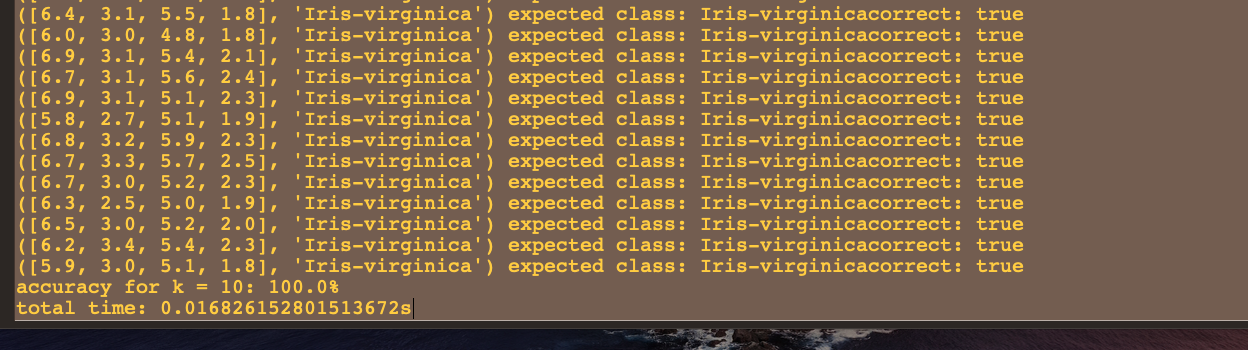 ([6.4, 3.1, 5.5, 1.8], 'Iris-virginica') expected class: Iris-virginicacorrect: true
([6.0, 3.0, 4.8, 1.8], 'Iris-virginica') expected class: Iris-virginicacorrect: true
([6.9, 3.1, 5.4, 2.1], 'Iris-virginica') expected class: Iris-virginicacorrect: true
([6.7, 3.1, 5.6, 2.4], 'Iris-virginica') expected class: Iris-virginicacorrect: true
([6.9, 3.1, 5.1, 2.3], 'Iris-virginica') expected class: Iris-virginicacorrect: true
([5.8, 2.7, 5.1, 1.9], 'Iris-virginica') expected class: Iris-virginicacorrect: true
([6.8, 3.2, 5.9, 2.3], 'Iris-virginica') expected class: Iris-virginicacorrect: true
([6.7, 3.3, 5.7, 2.5], 'Iris-virginica') expected class: Iris-virginicacorrect: true
([6.7, 3.0, 5.2, 2.3], 'Iris-virginica') expected class: Iris-virginicacorrect: true
([6.3, 2.5, 5.0, 1.9], 'Iris-virginica') expected class: Iris-virginicacorrect: true
([6.5, 3.0, 5.2, 2.0], 'Iris-virginica') expected class: Iris-virginicacorrect: true
([6.2, 3.4, 5.4, 2.3], 'Iris-virginica') expected class: Iris-virginicacorrect: true
([5.9, 3.0, 5.1, 1.8], 'Iris-virginica') expected class: Iris-virginicacorrect: true
accuracy for k = 10: 100.0%
total time: 0.016826152801513672s